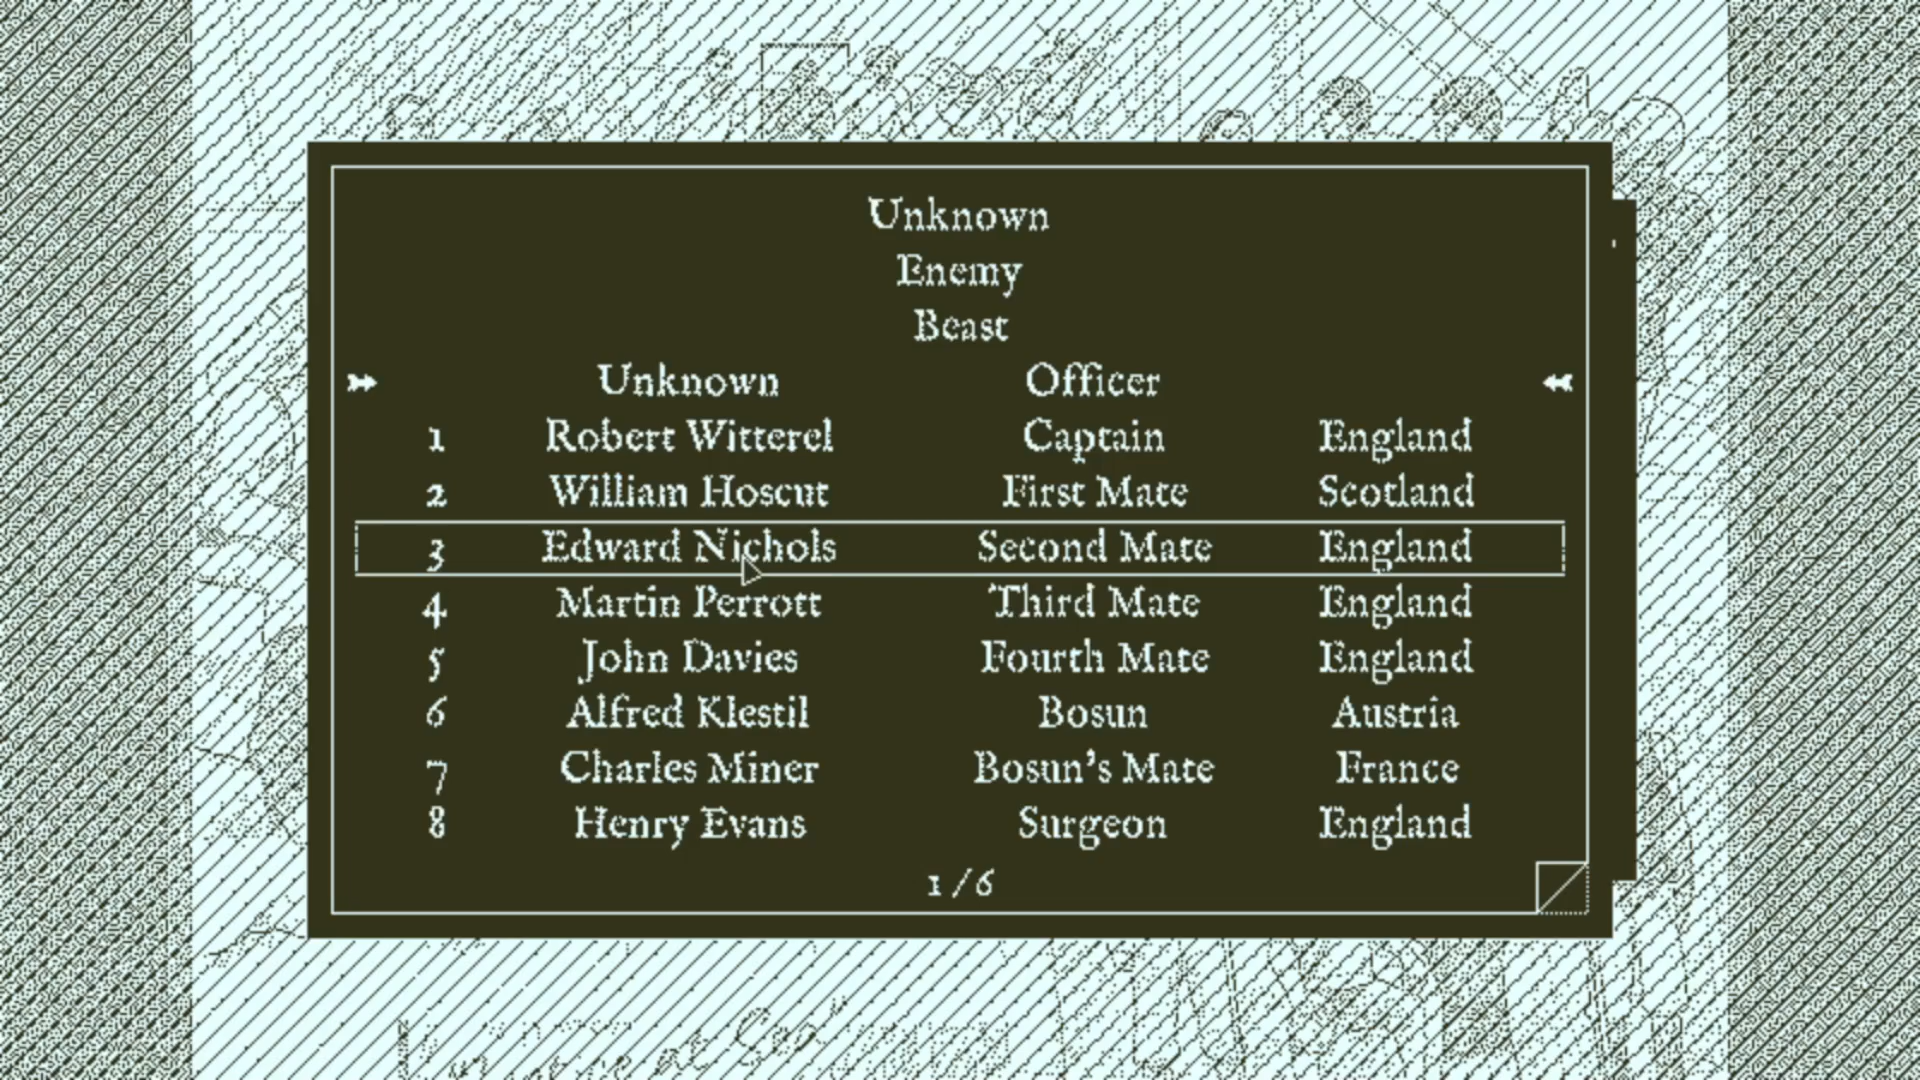 Unknown
Enemy
Beast
Unknown Officer
1 Robert Witterel Captain England
2 William Hoscut First Mate Scotland
3 Edward Nichols Second Mate England
4 Martin Perrott Third Mate England
5 John Davies Fourth Mate England
6 Alfred Klestil Bosun Austria
7 Charles Miner Bosun's Mate France
8 Henry Evans Surgeon England
1/6